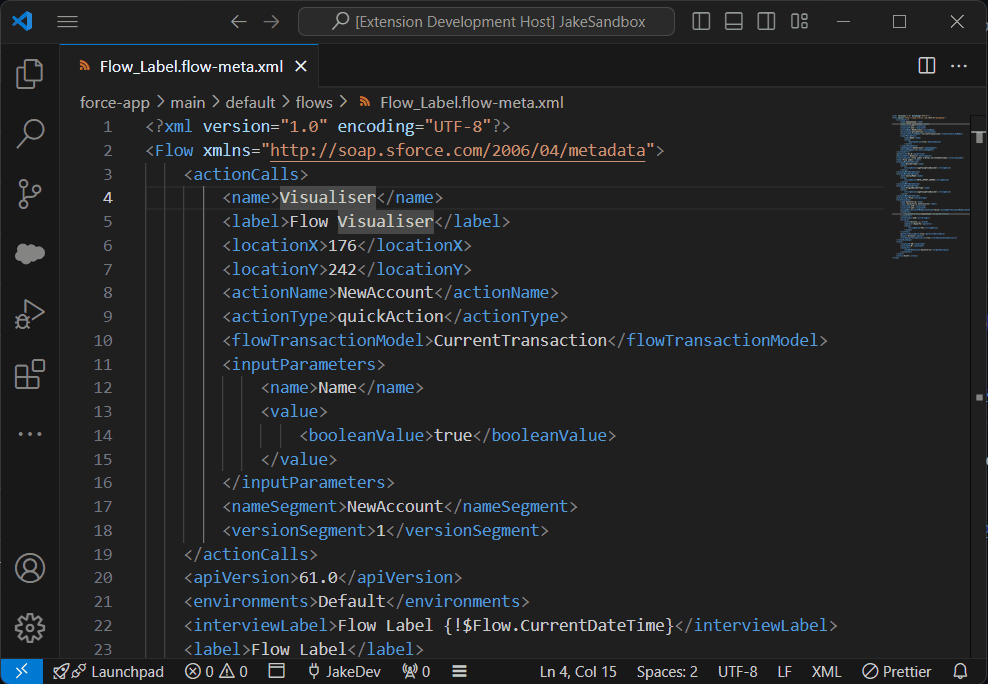 [Extension Development Host] JakeSandbox
Flow_Label.flow-meta.xml
force-app > main > default > flows > Flow_Label.flow-meta.xml
1 <?xml version="1.0" encoding="UTF-8"?>
2 <Flow xmlns="http://soap.sforce.com/2006/04/metadata">
3 <actionCalls>
4 <name>Visualiser</name>
5 <label>Flow Visualiser</label>
6 <locationX>176</locationX>
7 <locationY>242</locationY>
8 <actionName>NewAccount</actionName>
9 <actionType>quickAction</actionType>
10 <flowTransactionModel>CurrentTransaction</flowTransactionModel>
11 <inputParameters>
12 <name>Name</name>
13 <value>
14 <booleanValue>true</booleanValue>
15 </value>
16 </inputParameters>
17 <nameSegment>NewAccount</nameSegment>
18 <versionSegment>1</versionSegment>
19 </actionCalls>
20 <apiVersion>61.0</apiVersion>
21 <environments>Default</environments>
22 <interviewLabel>Flow Label {!$Flow.CurrentDateTime}</interviewLabel>
23 <label>Flow Label</label>
Launchpad 0 0 JakeDev 0 Ln 4, Col 15 Spaces: 2 UTF-8 LF XML Prettier